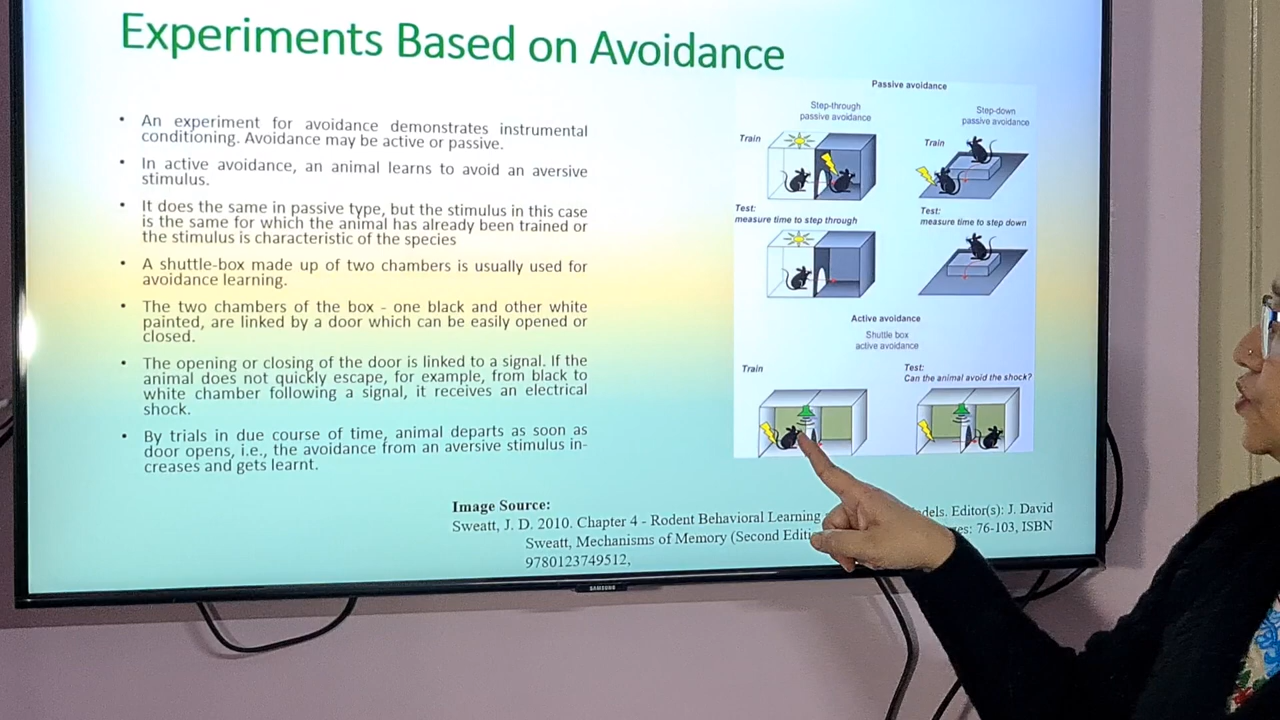 Experiments Based on Avoidance
• An experiment for avoidance demonstrates instrumental
conditioning. Avoidance may be active or passive.
• In active avoidance, an animal learns to avoid an aversive
stimulus.
• It does the same in passive type, but the stimulus in this case
is the same for which the animal has already been trained or
the stimulus is characteristic of the species
• A shuttle-box made up of two chambers is usually used for
avoidance learning.
• The two chambers of the box - one black and other white
painted, are linked by a door which can be easily opened or
closed.
• The opening or closing of the door is linked to a signal. If the
animal does not quickly escape, for example, from black to
white chamber following a signal, it receives an electrical
shock.
• By trials in due course of time, animal departs as soon as
door opens, i.e., the avoidance from an aversive stimulus in-
creases and gets learnt.
Passive avoidance
Step-through
passive avoidance
Step-down
passive avoidance
Train
Train
Test:
measure time to step through
Test:
measure time to step down
Active avoidance
Shuttle box
active avoidance
Train
Test:
Can the animal avoid the shock?
Image Source:
Sweatt, J. D. 2010. Chapter 4 - Rodent Behavioral Learning dels. Editor(s): J. David
Sweatt, Mechanisms of Memory (Second Editi es: 76-103, ISBN
9780123749512,
SAMSUNG